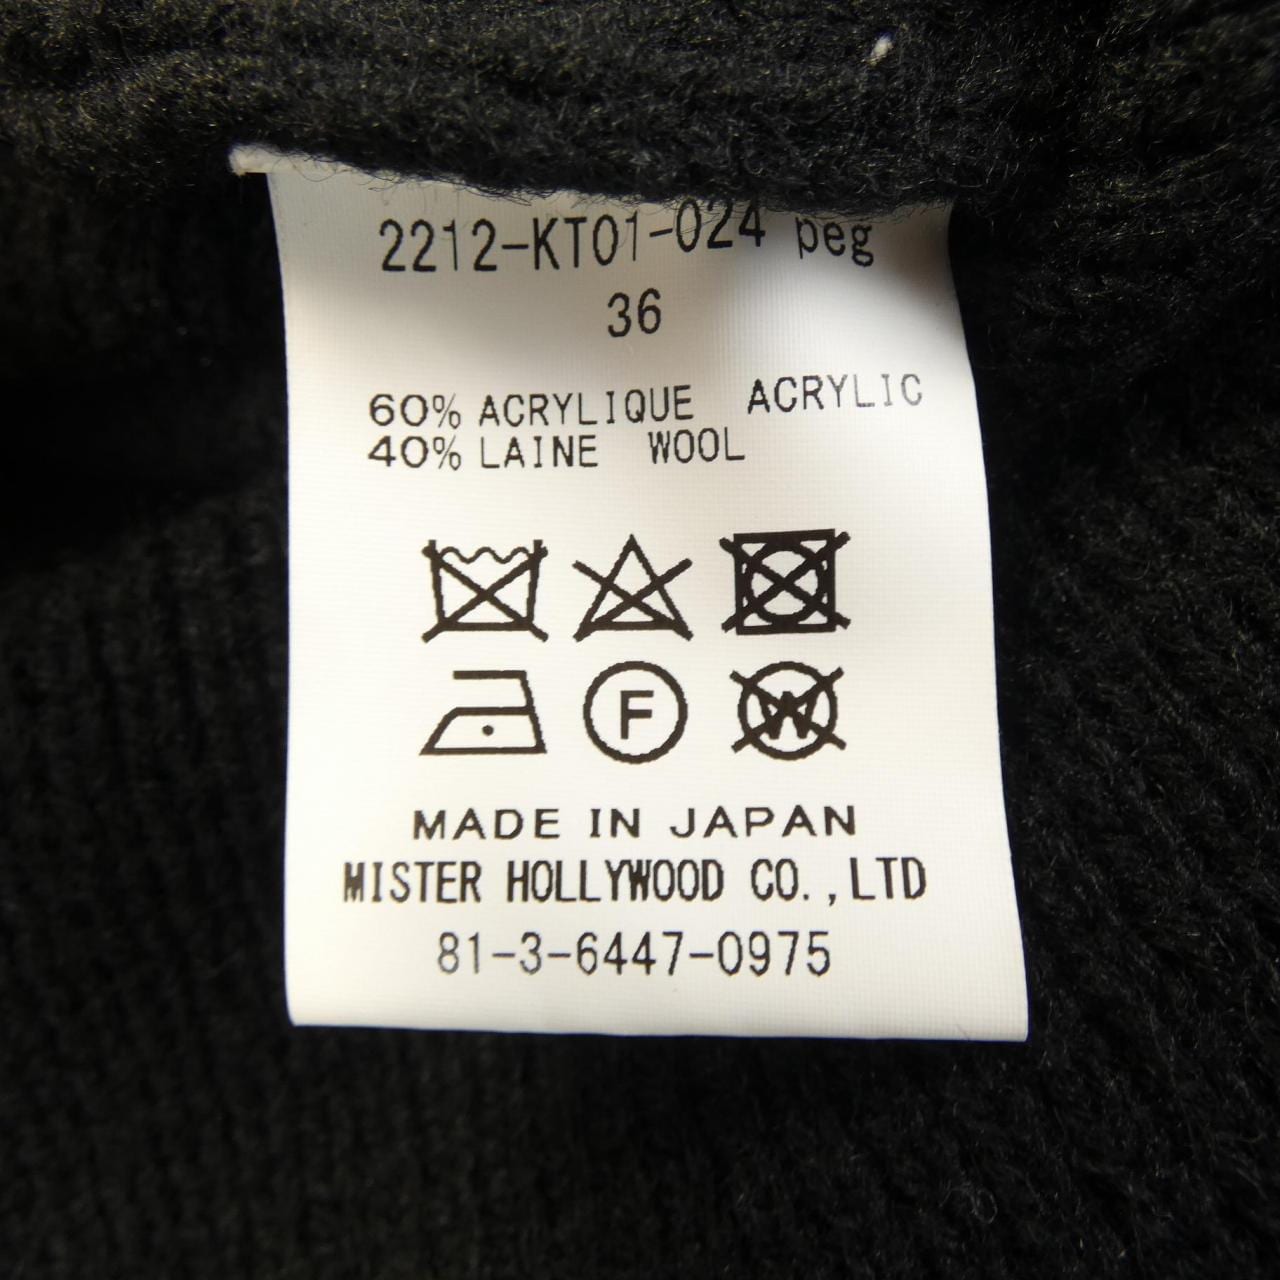 2212-KT01-024 peg
36
60% ACRYLIQUE ACRYLIC
40% LAINE WOOL
F W
MADE IN JAPAN
MISTER HOLLYWOOD CO.,LTD
81-3-6447-0975